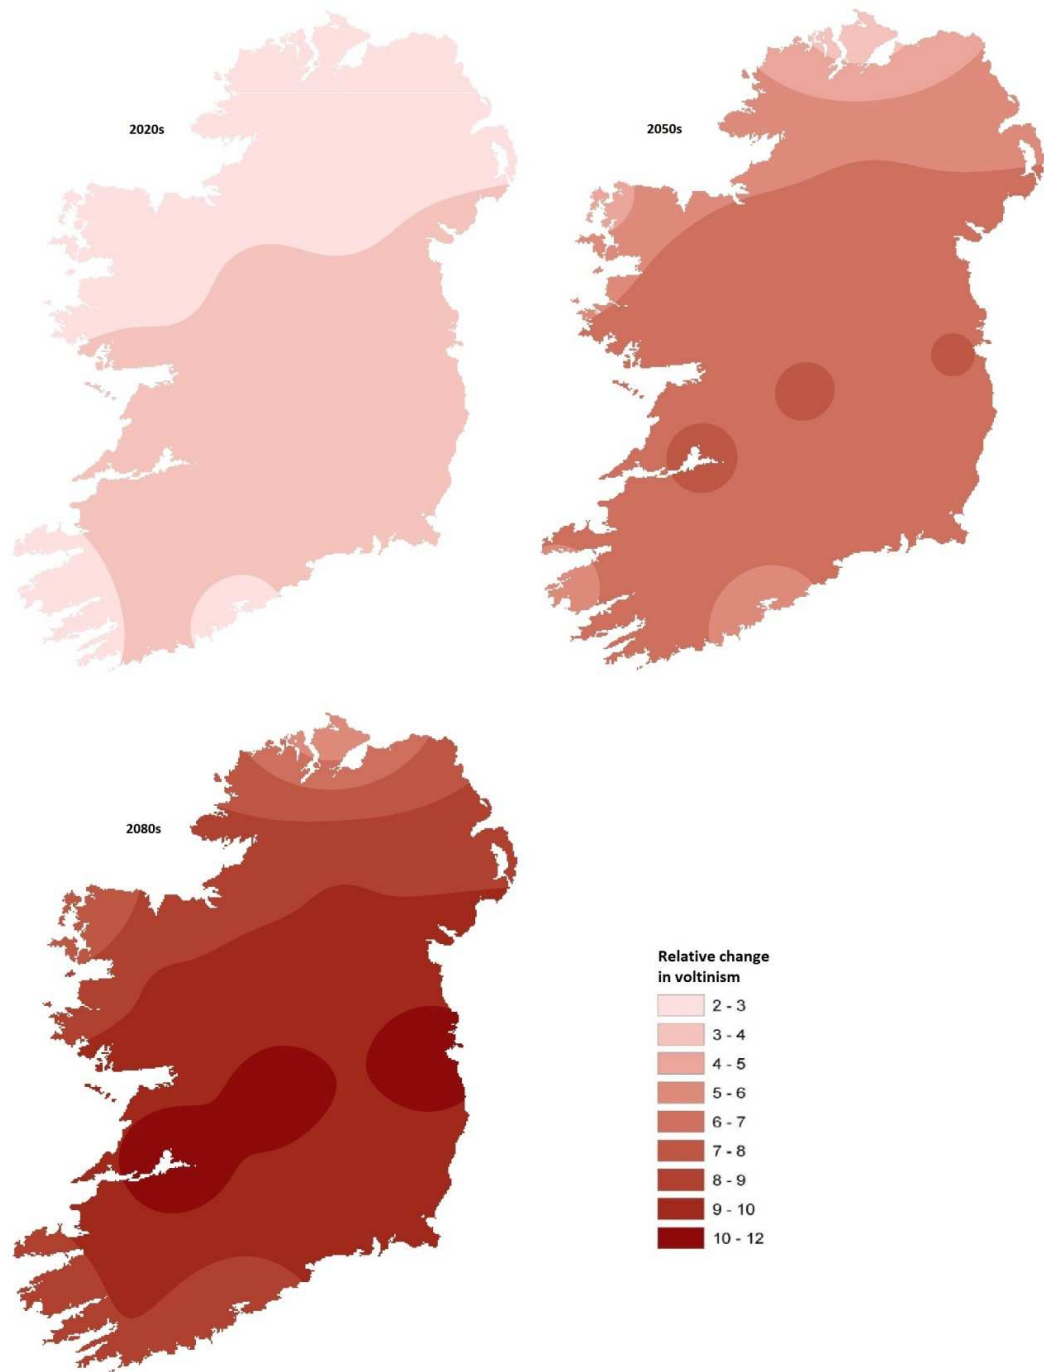 2020s
2050s
2080s
Relative change
in voltinism
2 - 3
3 - 4
4 - 5
5 - 6
6 - 7
7 - 8
8 - 9
9 - 10
10 - 12